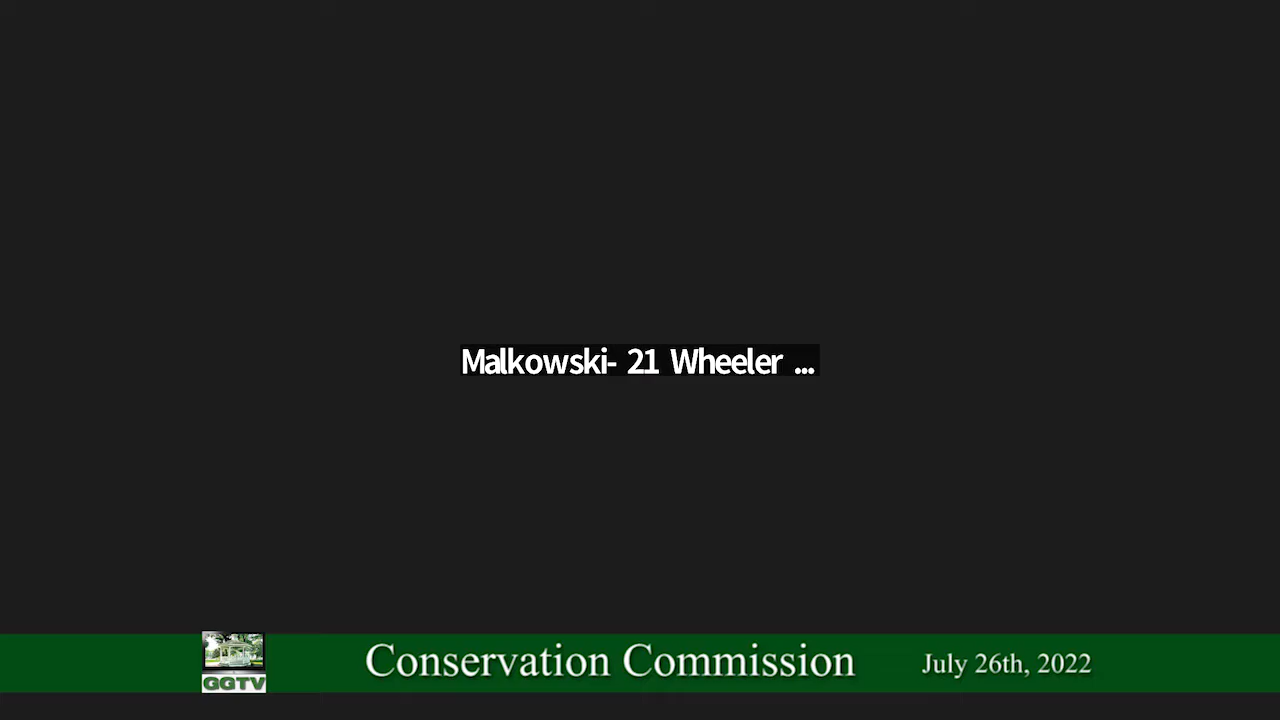 Malkowski- 21 Wheeler ...
GGTV
Conservation Commission
July 26th, 2022